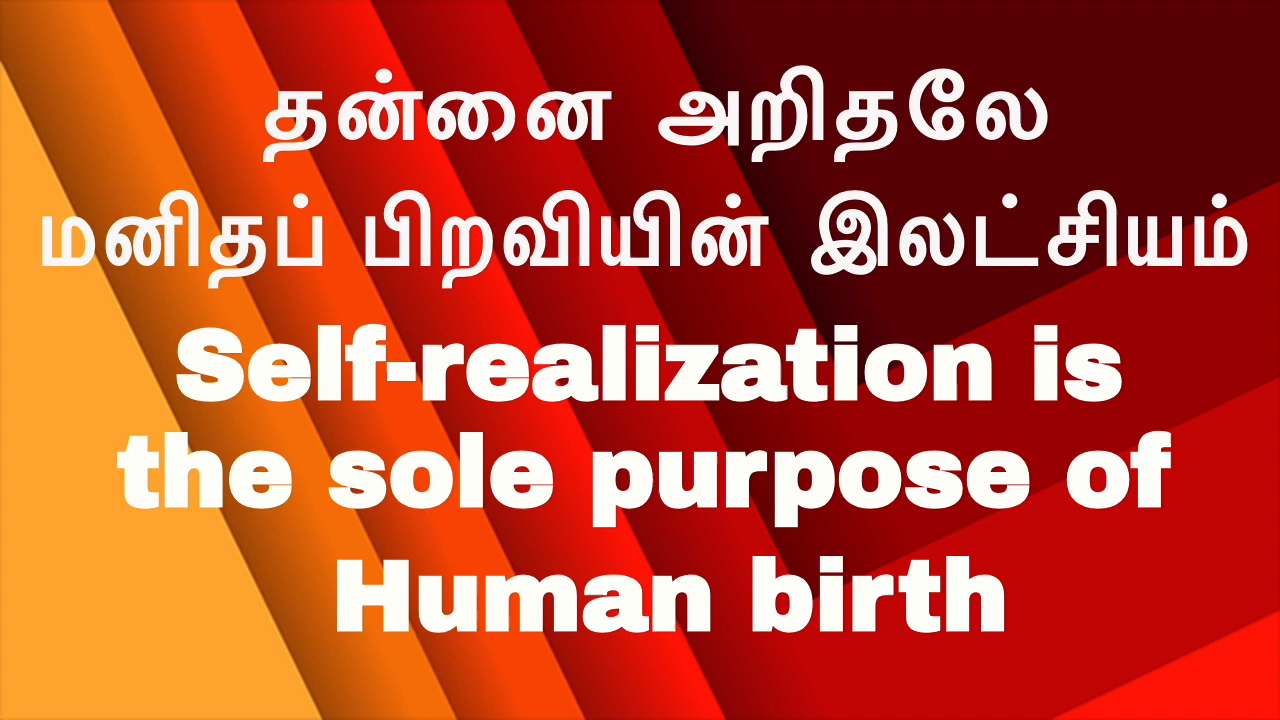 தன்னை அறிதலே
மனிதப் பிறவியின் இலட்சியம்
Self-realization is
the sole purpose of
Human birth